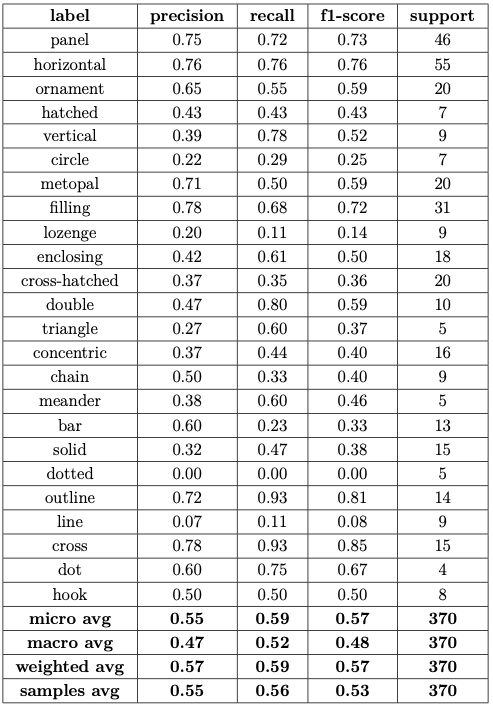 label precision recall f1-score support
panel 0.75 0.72 0.73 46
horizontal 0.76 0.76 0.76 55
ornament 0.65 0.55 0.59 20
hatched 0.43 0.43 0.43 7
vertical 0.39 0.78 0.52 9
circle 0.22 0.29 0.25 7
metopal 0.71 0.50 0.59 20
filling 0.78 0.68 0.72 31
lozenge 0.20 0.11 0.14 9
enclosing 0.42 0.61 0.50 18
cross-hatched 0.37 0.35 0.36 20
double 0.47 0.80 0.59 10
triangle 0.27 0.60 0.37 5
concentric 0.37 0.44 0.40 16
chain 0.50 0.33 0.40 9
meander 0.38 0.60 0.46 5
bar 0.60 0.23 0.33 13
solid 0.32 0.47 0.38 15
dotted 0.00 0.00 0.00 5
outline 0.72 0.93 0.81 14
line 0.07 0.11 0.08 9
cross 0.78 0.93 0.85 15
dot 0.60 0.75 0.67 4
hook 0.50 0.50 0.50 8
micro avg 0.55 0.59 0.57 370
macro avg 0.47 0.52 0.48 370
weighted avg 0.57 0.59 0.57 370
samples avg 0.55 0.56 0.53 370